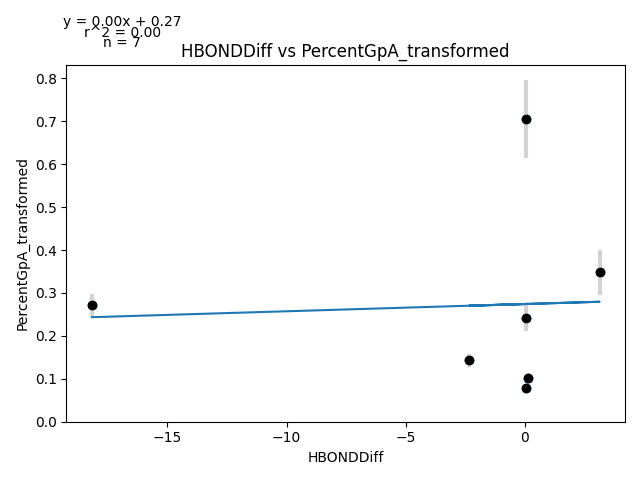 y = 0.00x + 0.27
r^2 = 0.00
n = 7
HBONDDiff vs PercentGpA_transformed
0.8
0.7
0.6
0.5
0.4
0.3
0.2
0.1
0.0
PercentGpA_transformed
−15
−10
−5
0
HBONDDiff